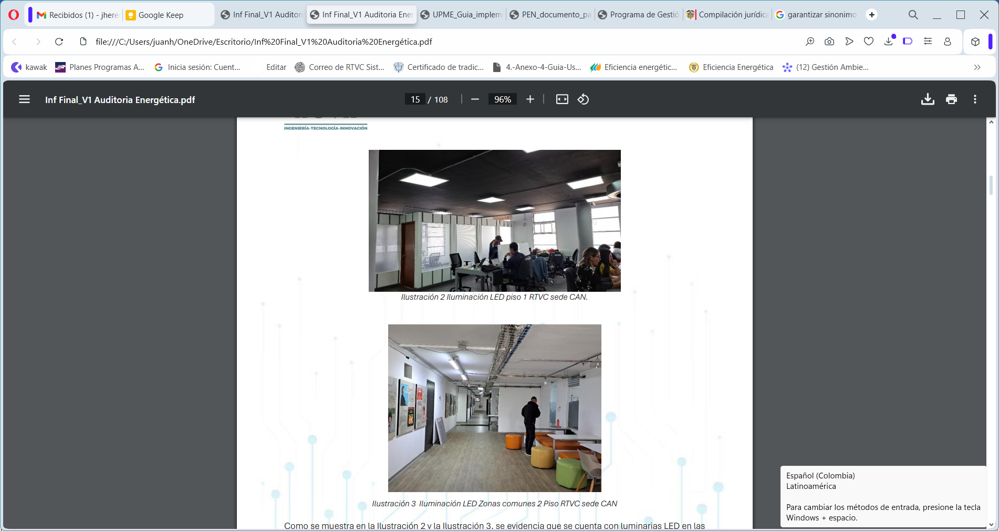 Recibidos (1) - jhere
Google Keep
Inf Final_V1 Auditori
Inf Final_V1 Auditoria Ener
UPME_Guia_implem
PEN_documento_pa
Programa de Gestió
Compilación jurídica
garantizar sinonimo
file:///C:/Users/juanh/OneDrive/Escritorio/Inf%20Final_V1%20Auditoria%20Energética.pdf
kawak
Planes Programas A...
Inicia sesión: Cuent...
Editar
Correo de RTVC Sist...
Certificado de tradic...
4.-Anexo-4-Guia-Us...
Eficiencia energétic...
Eficiencia Energética
(12) Gestión Ambie...
Inf Final_V1 Auditoria Energética.pdf
15 / 108
96%
INGENIERÍA-TECNOLOGÍA-INNOVACIÓN
Ilustración 2 Iluminación LED piso 1 RTVC sede CAN.
Ilustración 3 Iluminación LED Zonas comunes 2 Piso RTVC sede CAN
Como se muestra en la Ilustración 2 y la Ilustración 3, se evidencia que se cuenta con luminarias LED en las
Español (Colombia)
Latinoamérica
Para cambiar los métodos de entrada, presione la tecla
Windows + espacio.